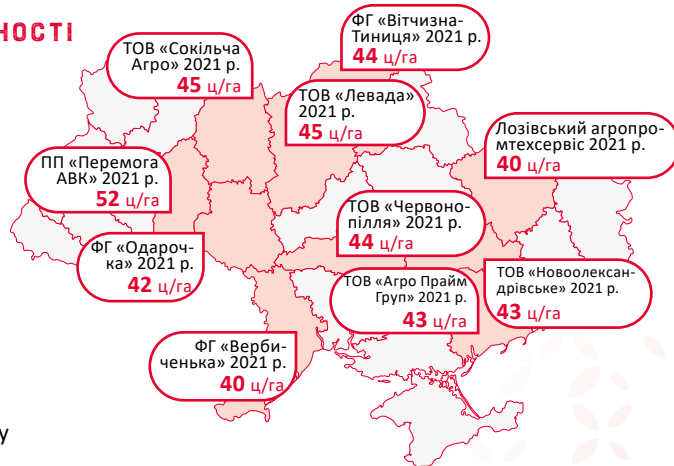 НОСТІ
ФГ «Вітчизна-
Тиниця» 2021 р.
44 ц/га
ТОВ «Сокільча
Агро» 2021 р.
45 ц/га
ТОВ «Левада»
2021 р.
45 ц/га
Лозівський агропро-
мтехсервіс 2021 р.
40 ц/га
ПП «Перемога
АВК» 2021 р.
52 ц/га
ТОВ «Червоно-
пілля» 2021 р.
44 ц/га
ФГ «Одароч-
ка» 2021 р.
42 ц/га
ТОВ «Агро Прайм
Груп» 2021 р.
43 ц/га
ТОВ «Новоолексан-
дрівське» 2021 р.
43 ц/га
ФГ «Верби-
ченька» 2021 р.
40 ц/га
у